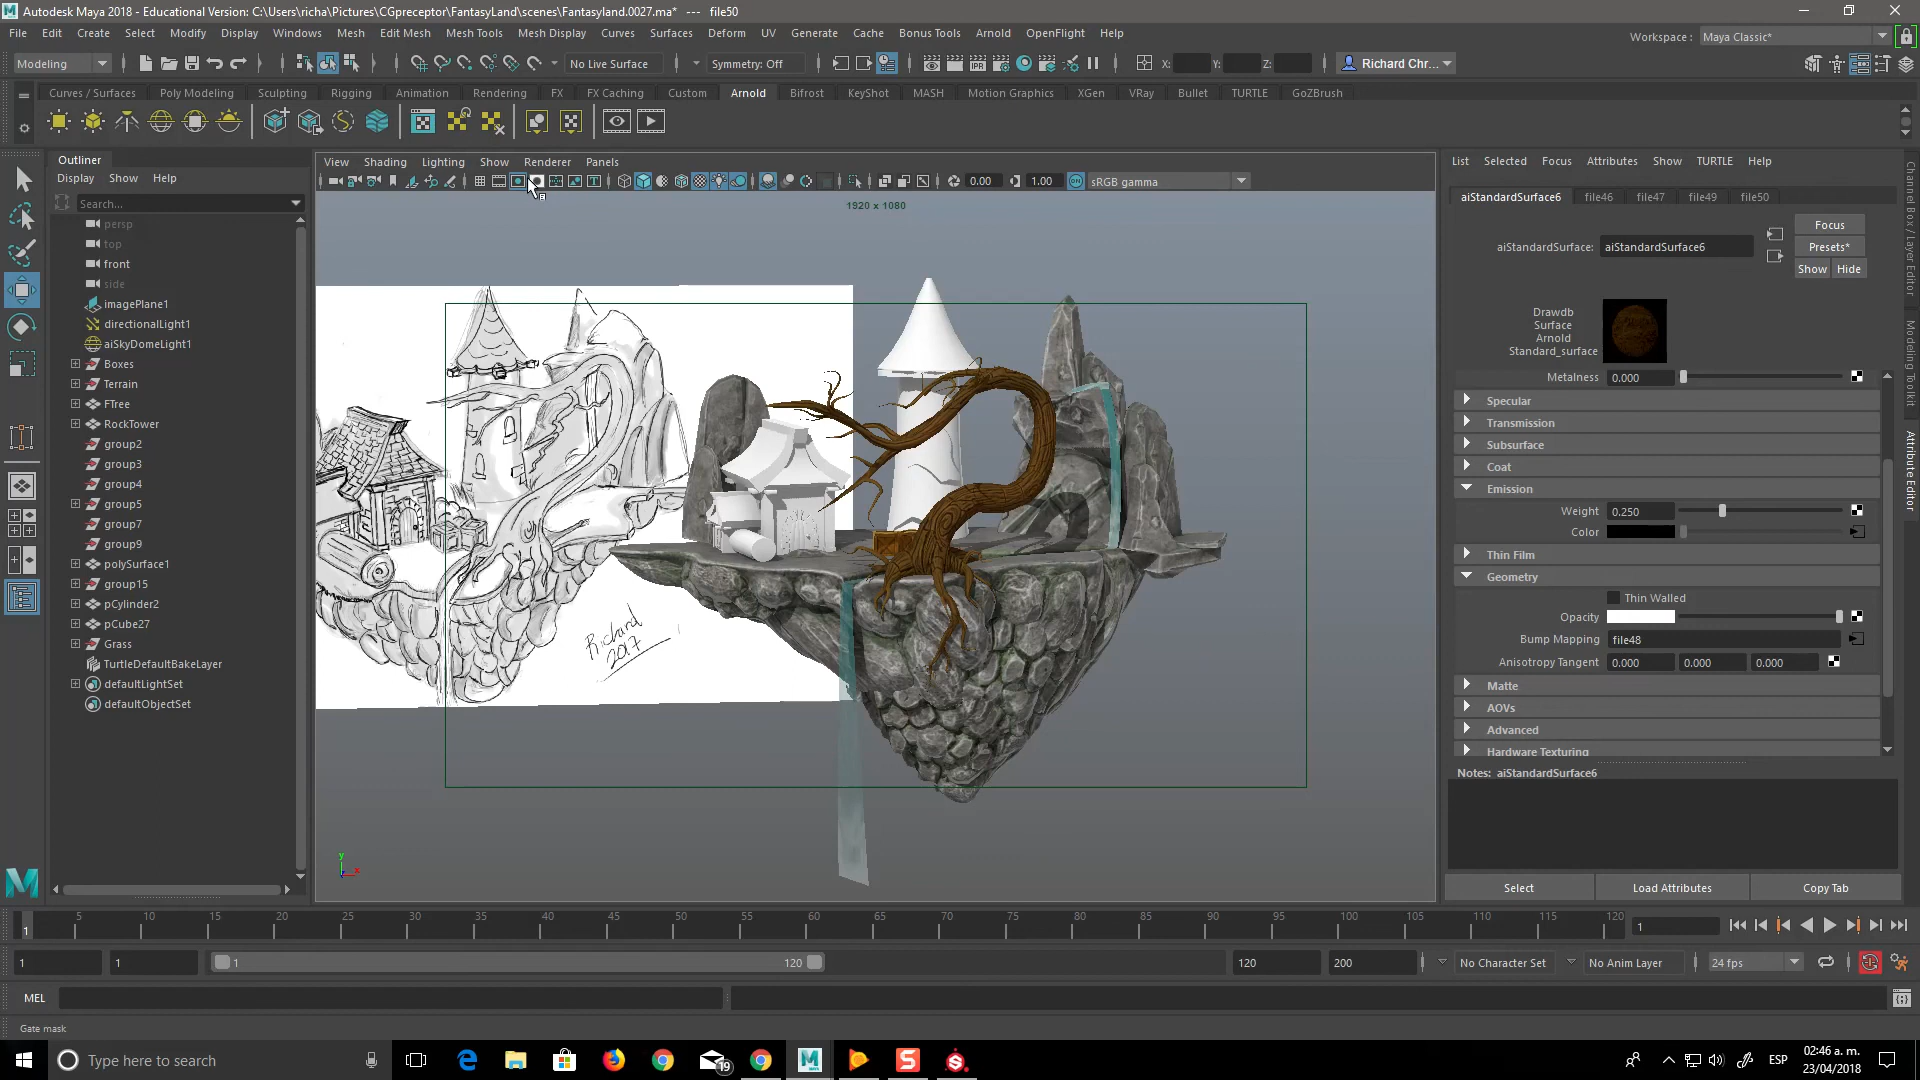 Autodesk Maya 2018 - Educational Version: C:\Users\richa\Pictures\CGpreceptor\FantasyLand\scenes\Fantasyland.0027.ma*   ---   file50
File Edit Create Select Modify Display Windows Mesh Edit Mesh Mesh Tools Mesh Display Curves Surfaces Deform UV Generate Cache Bonus Tools Arnold OpenFlight Help
Workspace : Maya Classic*
Modeling No Live Surface Symmetry: Off X: Y: Z: Richard Chr...
Curves / Surfaces Poly Modeling Sculpting Rigging Animation Rendering FX FX Caching Custom Arnold Bifrost KeyShot MASH Motion Graphics XGen VRay Bullet TURTLE GoZBrush
Outliner
Display Show Help
Search...
persp
top
front
side
imagePlane1
directionalLight1
aiSkyDomeLight1
Boxes
Terrain
FTree
RockTower
group2
group3
group4
group5
group7
group9
polySurface1
group15
pCylinder2
pCube27
Grass
TurtleDefaultBakeLayer
defaultLightSet
defaultObjectSet
View Shading Lighting Show Renderer Panels
0.00 1.00 ON sRGB gamma
1920 x 1080
Richard
2017
y
x
List Selected Focus Attributes Show TURTLE Help
aiStandardSurface6 file46 file47 file49 file50
Focus
aiStandardSurface: aiStandardSurface6 Presets*
Show Hide
Drawdb
Surface
Arnold
Standard_surface
Metalness 0.000
Specular
Transmission
Subsurface
Coat
Emission
Weight 0.250
Color
Thin Film
Geometry
Thin Walled
Opacity
Bump Mapping file48
Anisotropy Tangent 0.000 0.000 0.000
Matte
AOVs
Advanced
Hardware Texturing
Notes: aiStandardSurface6
Select Load Attributes Copy Tab
Channel Box / Layer Editor
Modeling Toolkit
Attribute Editor
5 10 15 20 25 30 35 40 45 50 55 60 65 70 75 80 85 90 95 100 105 110 115 120
1 1
1 1 1 120 120 200 No Character Set No Anim Layer 24 fps
MEL
Gate mask
Type here to search
19
ESP
02:46 a. m.
23/04/2018